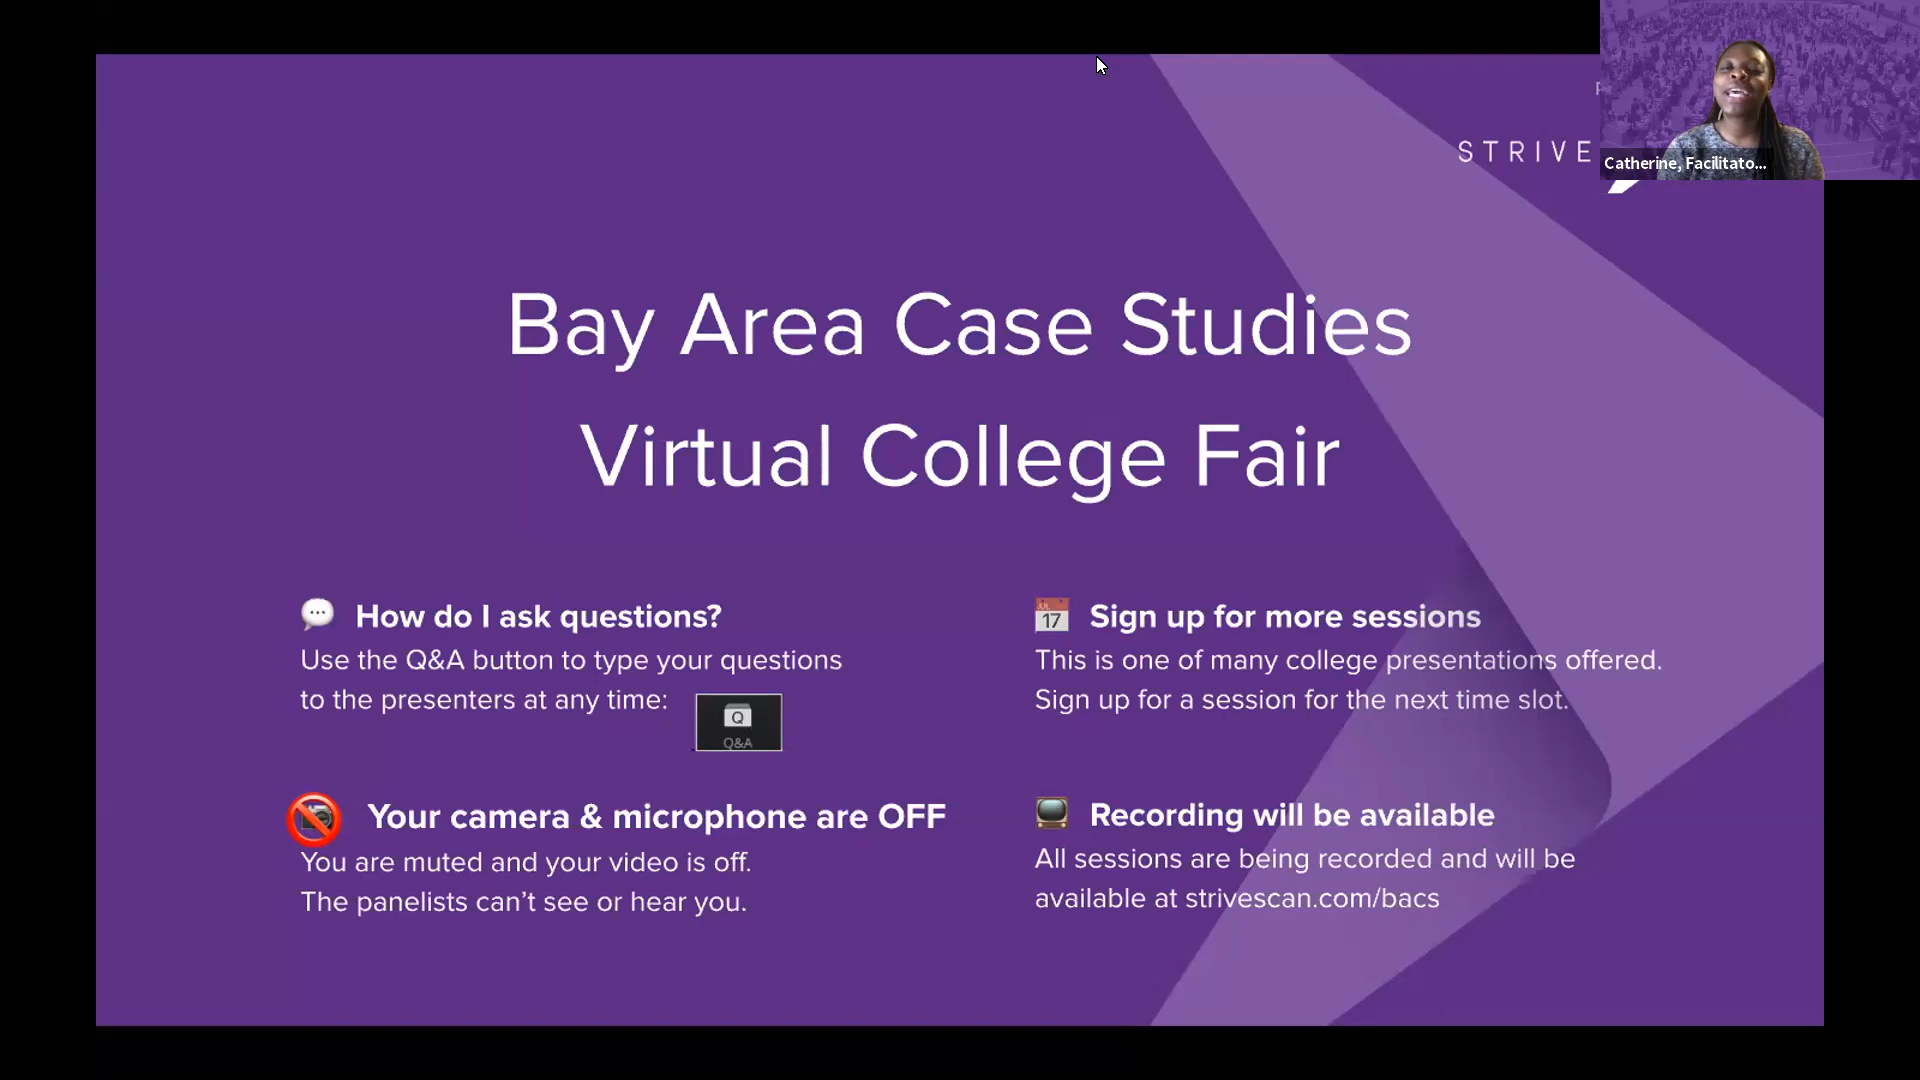 STRIVE
Catherine, Facilitato...
Bay Area Case Studies
Virtual College Fair
How do I ask questions?
Use the Q&A button to type your questions
to the presenters at any time:
Q
Q&A
Your camera & microphone are OFF
You are muted and your video is off.
The panelists can’t see or hear you.
JUL
17
Sign up for more sessions
This is one of many college presentations offered.
Sign up for a session for the next time slot.
Recording will be available
All sessions are being recorded and will be
available at strivescan.com/bacs